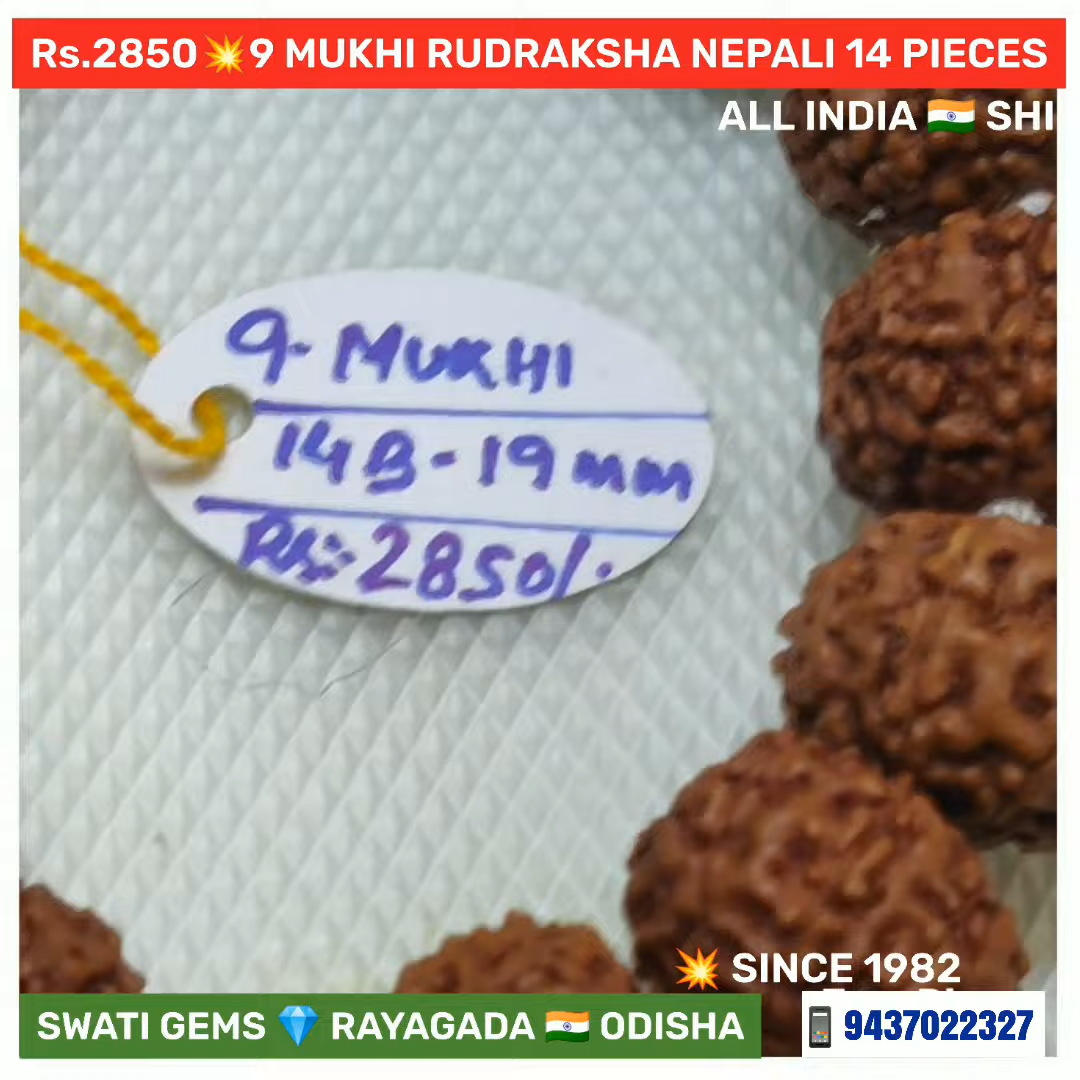 Rs.2850💥9 MUKHI RUDRAKSHA NEPALI 14 PIECES
ALL INDIA 🇮🇳 SHI
9-MUKHI
14B-19mm
Rs:-2850/.
💥 SINCE 1982
SWATI GEMS 💎 RAYAGADA 🇮🇳 ODISHA
📱9437022327